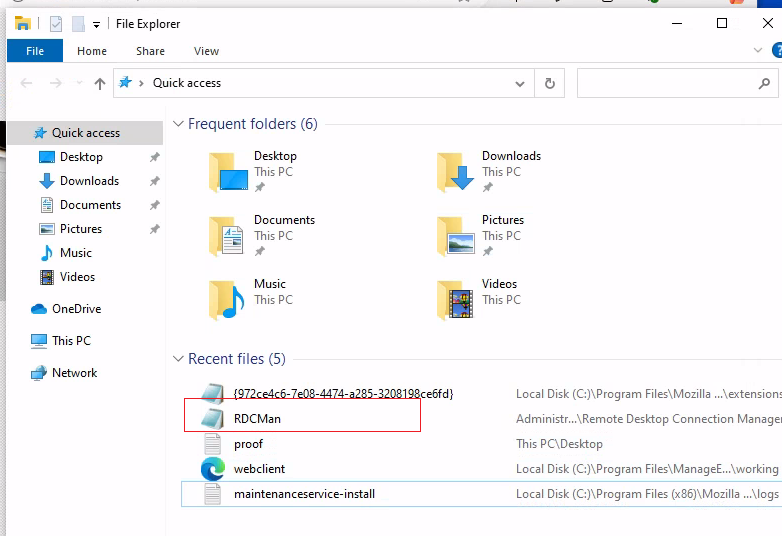 File Explorer
File Home Share View
Quick access
Quick access
Desktop
Downloads
Documents
Pictures
Music
Videos
OneDrive
This PC
Network
Frequent folders (6)
Desktop
This PC
Downloads
This PC
Documents
This PC
Pictures
This PC
Music
This PC
Videos
This PC
Recent files (5)
{972ce4c6-7e08-4474-a285-3208198ce6fd} Local Disk (C:)\Program Files\Mozilla ...\extensions
RDCMan Administr...\Remote Desktop Connection Manager
proof This PC\Desktop
webclient Local Disk (C:)\Program Files\ManageE...\working
maintenanceservice-install Local Disk (C:)\Program Files (x86)\Mozilla ...\logs